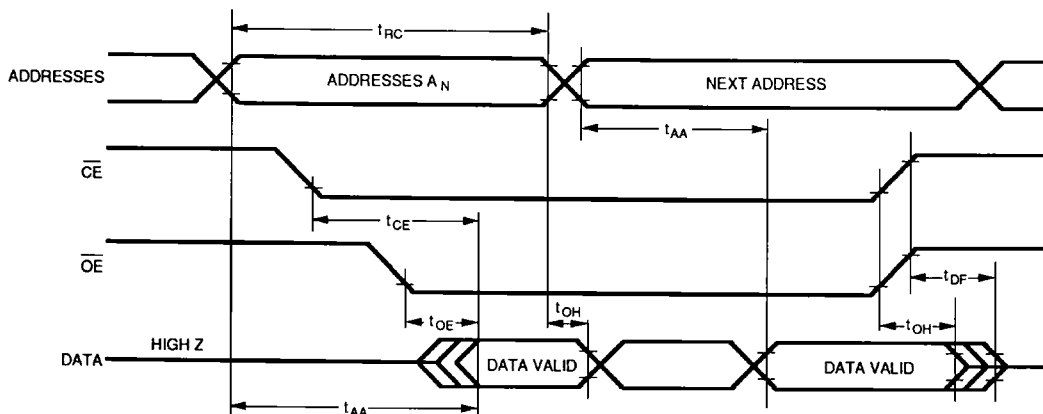 tRC
ADDRESSES
ADDRESSES AN
NEXT ADDRESS
tAA
CE
tCE
OE
tDF
tOE
tOH
tOH
DATA
HIGH Z
DATA VALID
DATA VALID
tAA